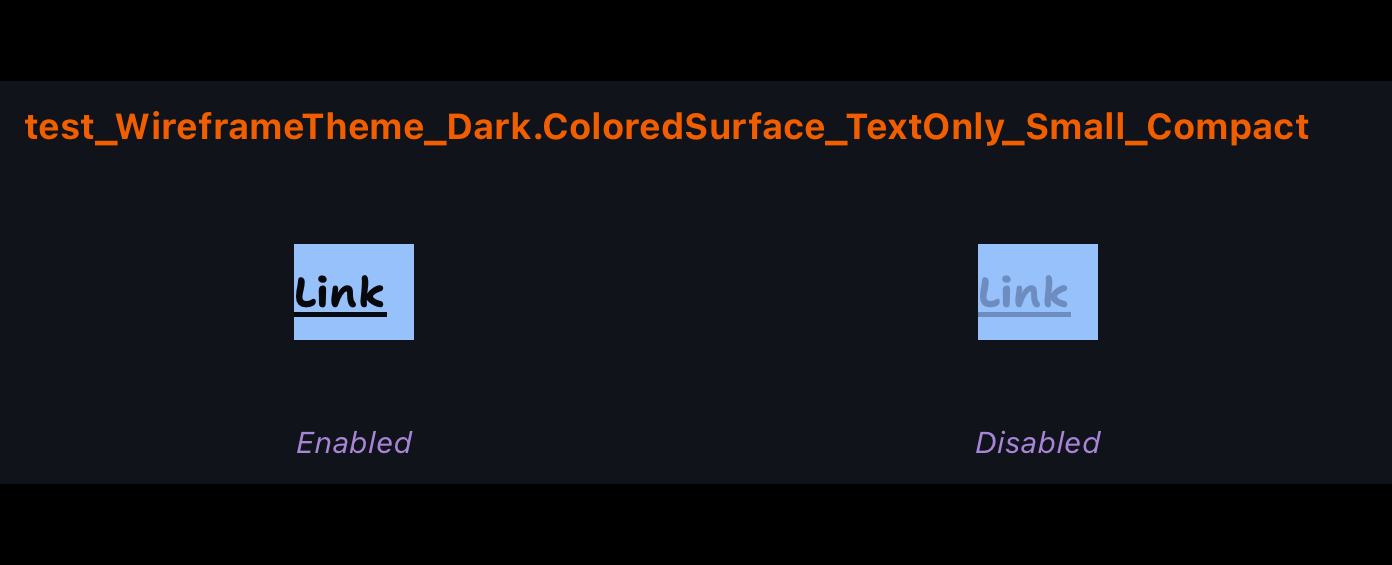 test_WireframeTheme_Dark.ColoredSurface_TextOnly_Small_Compact
Link Link
Enabled Disabled